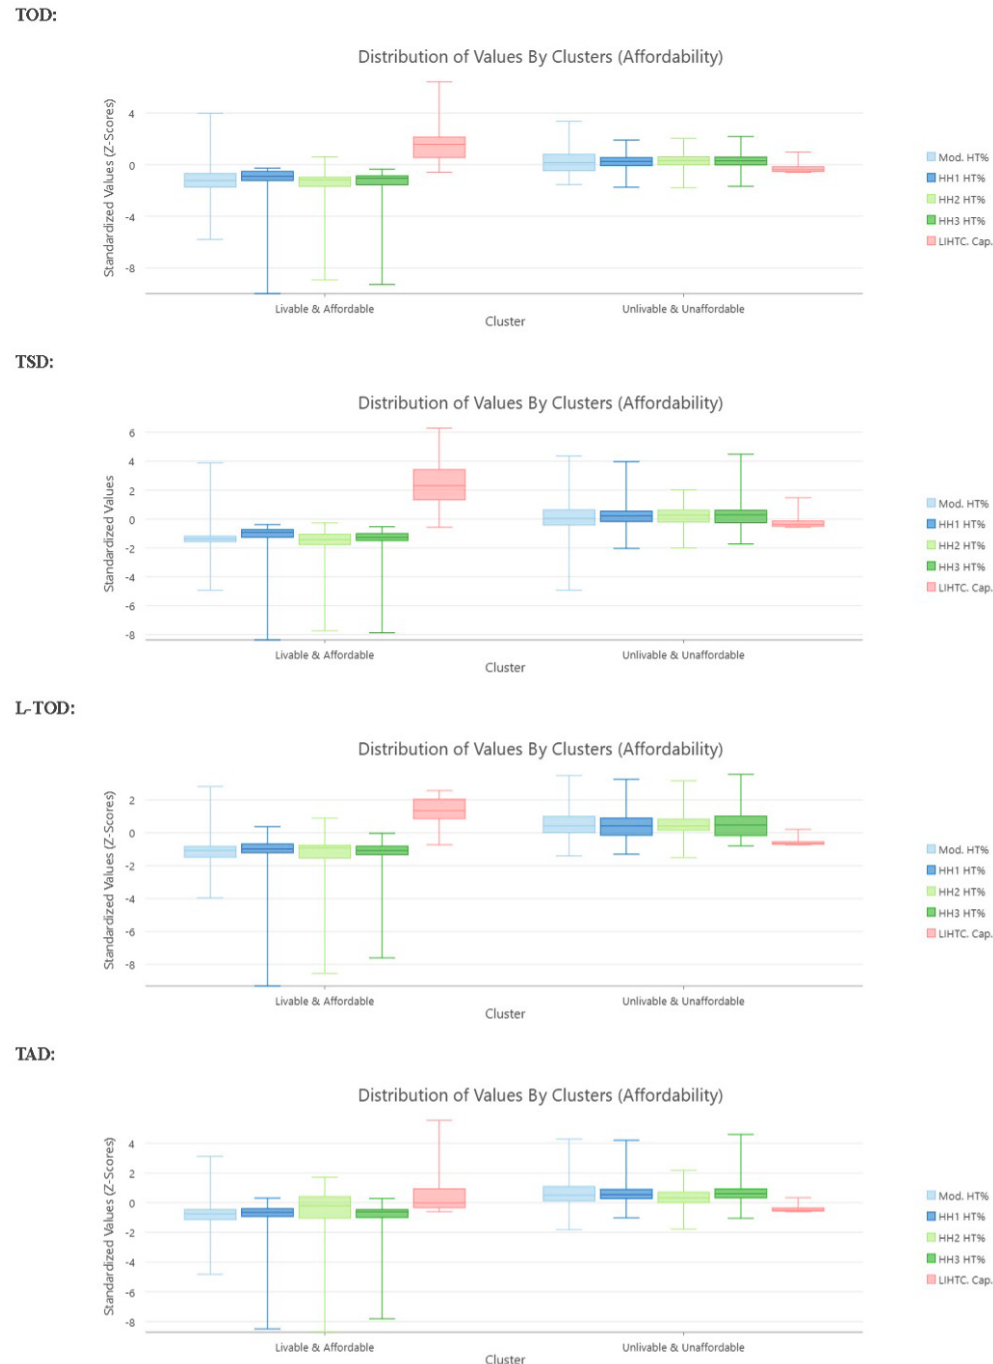 TOD:
Distribution of Values By Clusters (Affordability)
Standardized Values (Z-Scores)
4
0
-4
-8
Livable & Affordable
Unlivable & Unaffordable
Cluster
Mod. HT%
HH1 HT%
HH2 HT%
HH3 HT%
LIHTC. Cap.
TSD:
Distribution of Values By Clusters (Affordability)
Standardized Values
6
4
2
0
-2
-4
-6
-8
Livable & Affordable
Unlivable & Unaffordable
Cluster
Mod. HT%
HH1 HT%
HH2 HT%
HH3 HT%
LIHTC. Cap.
L-TOD:
Distribution of Values By Clusters (Affordability)
Standardized Values (Z-Scores)
2
0
-2
-4
-6
-8
Livable & Affordable
Unlivable & Unaffordable
Cluster
Mod. HT%
HH1 HT%
HH2 HT%
HH3 HT%
LIHTC. Cap.
TAD:
Distribution of Values By Clusters (Affordability)
Standardized Values (Z-Scores)
4
2
0
-2
-4
-6
-8
Livable & Affordable
Unlivable & Unaffordable
Cluster
Mod. HT%
HH1 HT%
HH2 HT%
HH3 HT%
LIHTC. Cap.